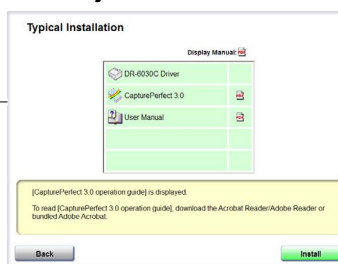 Typical Installation
Display Manual:
DR-6030C Driver
CapturePerfect 3.0
User Manual
[CapturePerfect 3.0 operation guide] is displayed.
To read [CapturePerfect 3.0 operation guide], download the Acrobat Reader/Adobe Reader or
bundled Adobe Acrobat.
Back
Install